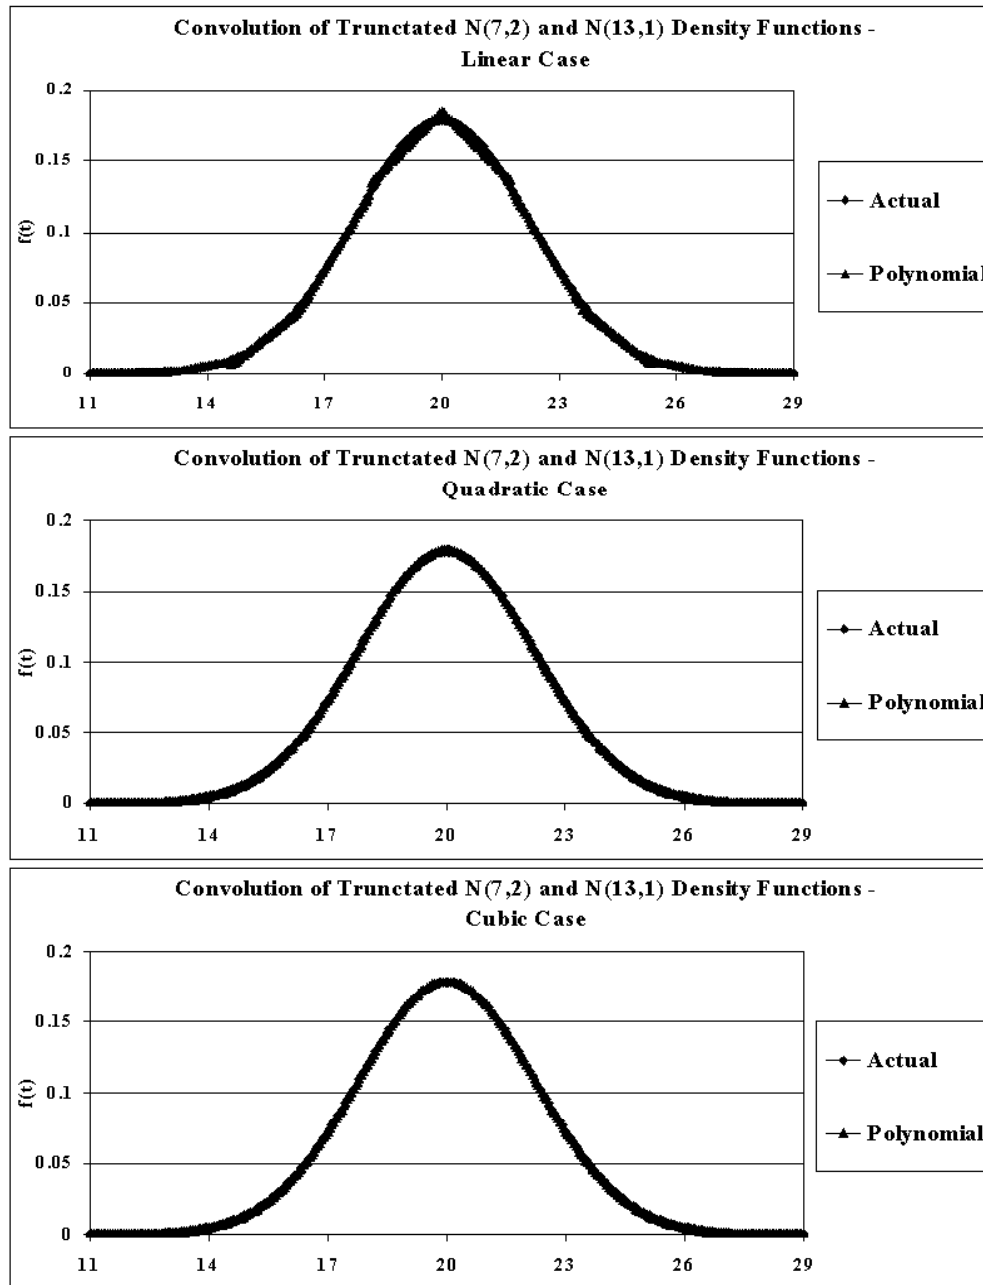 Convolution of Trunctated N(7,2) and N(13,1) Density Functions -
Linear Case
0.2
0.15
0.1
0.05
0
f(t)
11 14 17 20 23 26 29
Actual
Polynomial
Convolution of Trunctated N(7,2) and N(13,1) Density Functions -
Quadratic Case
0.2
0.15
0.1
0.05
0
f(t)
11 14 17 20 23 26 29
Actual
Polynomial
Convolution of Trunctated N(7,2) and N(13,1) Density Functions -
Cubic Case
0.2
0.15
0.1
0.05
0
f(t)
11 14 17 20 23 26 29
Actual
Polynomial